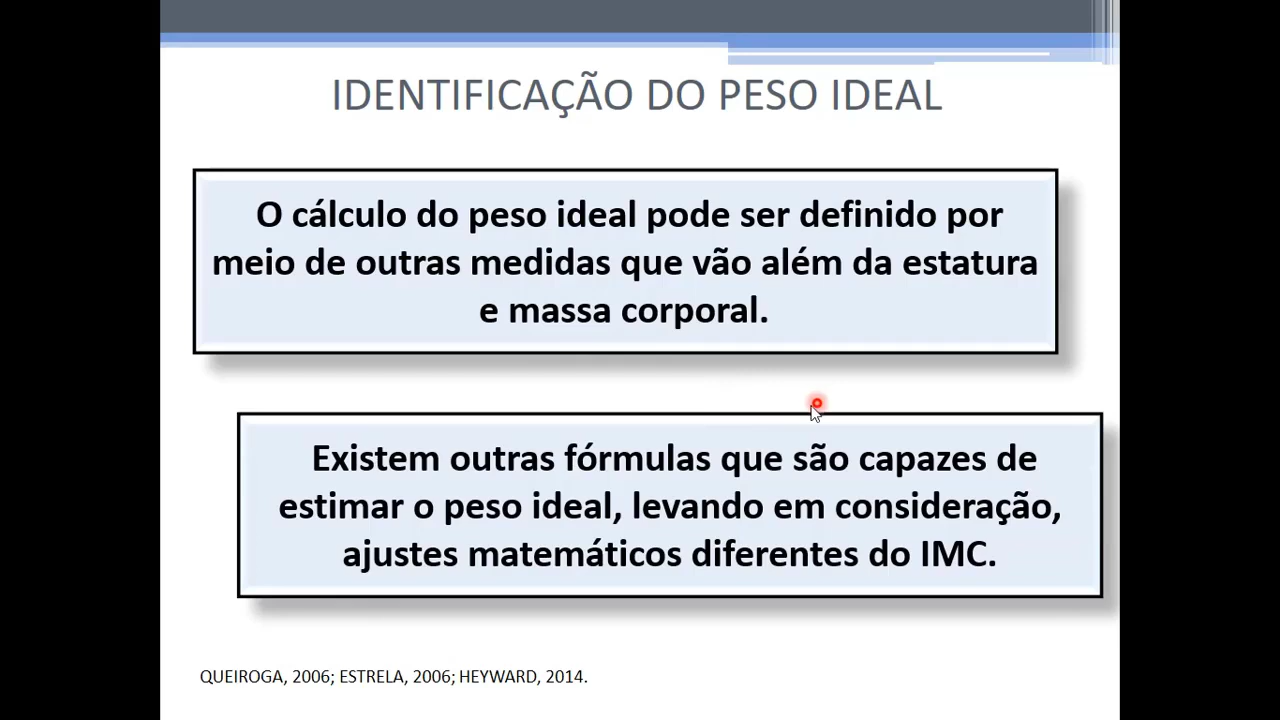 IDENTIFICAÇÃO DO PESO IDEAL
O cálculo do peso ideal pode ser definido por
meio de outras medidas que vão além da estatura
e massa corporal.
Existem outras fórmulas que são capazes de
estimar o peso ideal, levando em consideração,
ajustes matemáticos diferentes do IMC.
QUEIROGA, 2006; ESTRELA, 2006; HEYWARD, 2014.